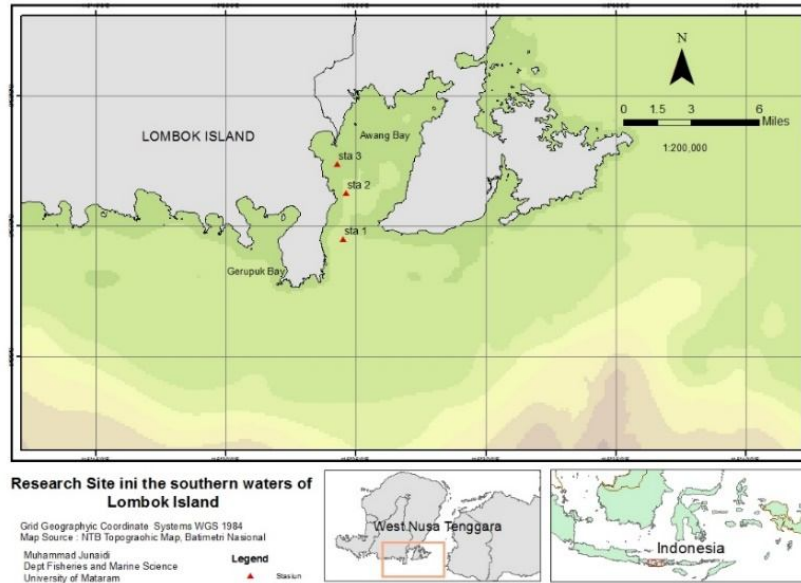 N
0 1.5 3 6
Miles
1:200,000
LOMBOK ISLAND
Awang Bay
sta 3
sta 2
sta 1
Gerupuk Bay
Research Site ini the southern waters of
Lombok Island
Grid Geographyc Coordinate Systems WGS 1984
Map Source : NTB Topograohic Map, Batimetri Nasional
Muhammad Junaidi
Dept Fisheries and Marine Science
University of Mataram
Legend
Stasiun
West Nusa Tenggara
Indonesia